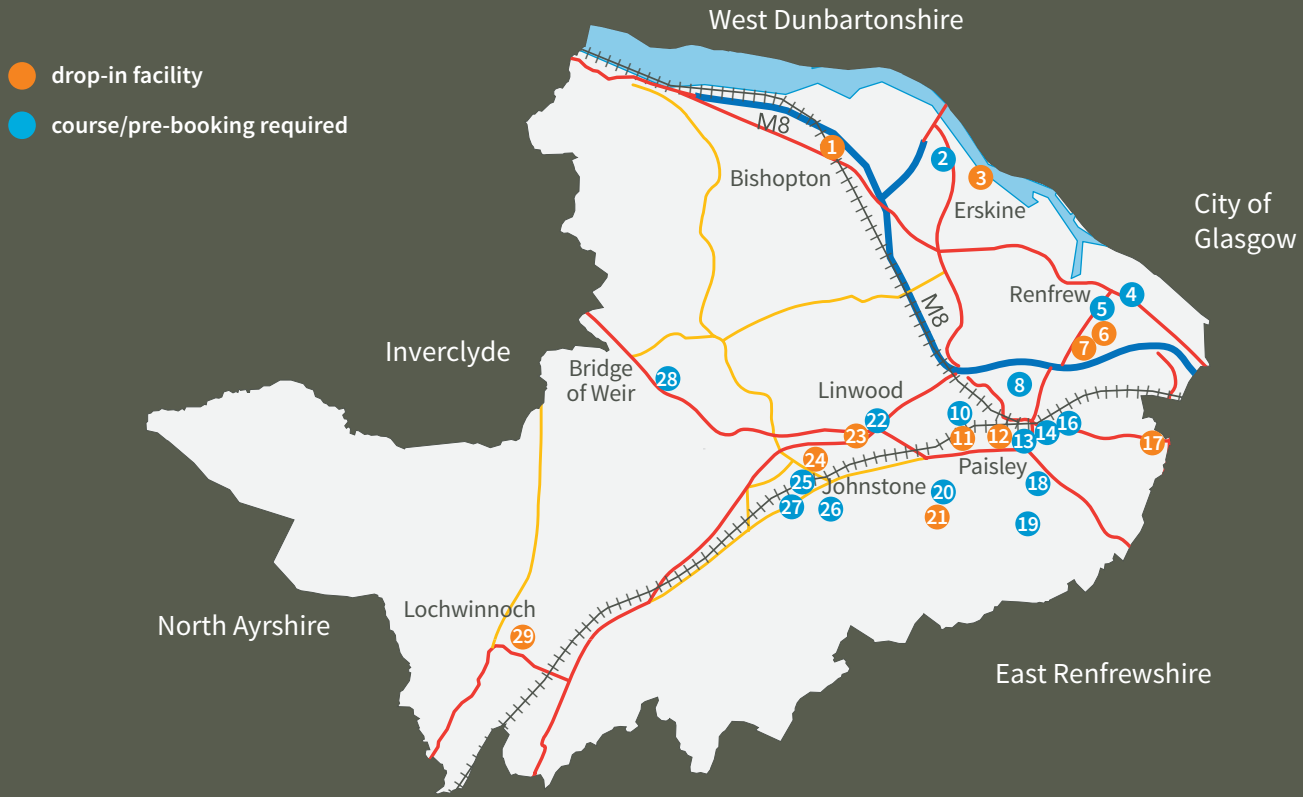 West Dunbartonshire
drop-in facility
course/pre-booking required
M8
1
2
Bishopton
3
Erskine
City of
Glasgow
Renfrew
4
5
M8
6
7
Inverclyde
Bridge
of Weir
28
8
Linwood
10
22
16
23
11
12
13
14
17
24
Paisley
25
Johnstone
20
18
27
26
21
19
Lochwinnoch
29
North Ayrshire
East Renfrewshire